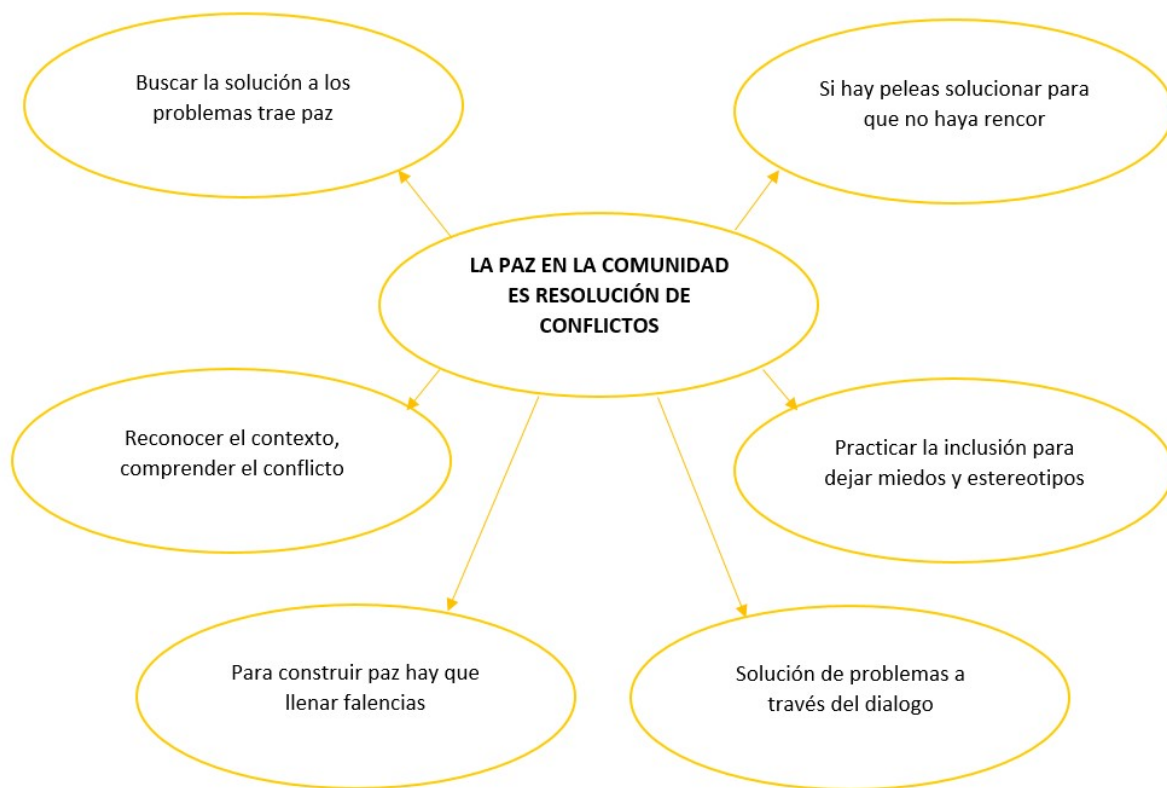 Buscar la solución a los
problemas trae paz
Si hay peleas solucionar para
que no haya rencor
LA PAZ EN LA COMUNIDAD
ES RESOLUCIÓN DE
CONFLICTOS
Reconocer el contexto,
comprender el conflicto
Practicar la inclusión para
dejar miedos y estereotipos
Para construir paz hay que
llenar falencias
Solución de problemas a
través del dialogo